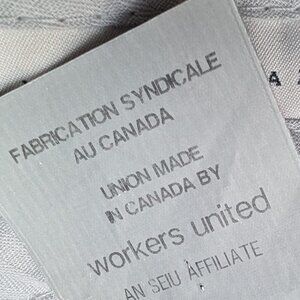 FABRICATION SYNDICALE
AU CANADA
UNION MADE
IN CANADA BY
workers united
AN SEIU AFFILIATE